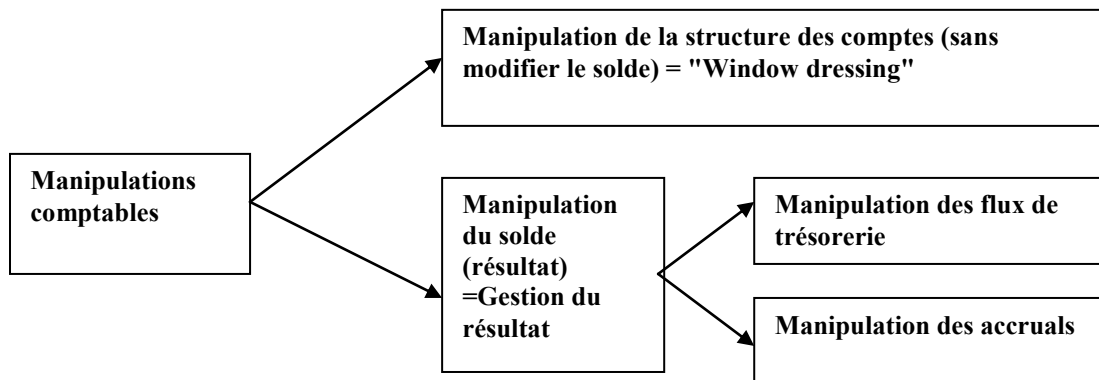 Manipulation de la structure des comptes (sans
modifier le solde) = "Window dressing"
Manipulations
comptables
Manipulation
du solde
(résultat)
=Gestion du
résultat
Manipulation des flux de
trésorerie
Manipulation des accruals